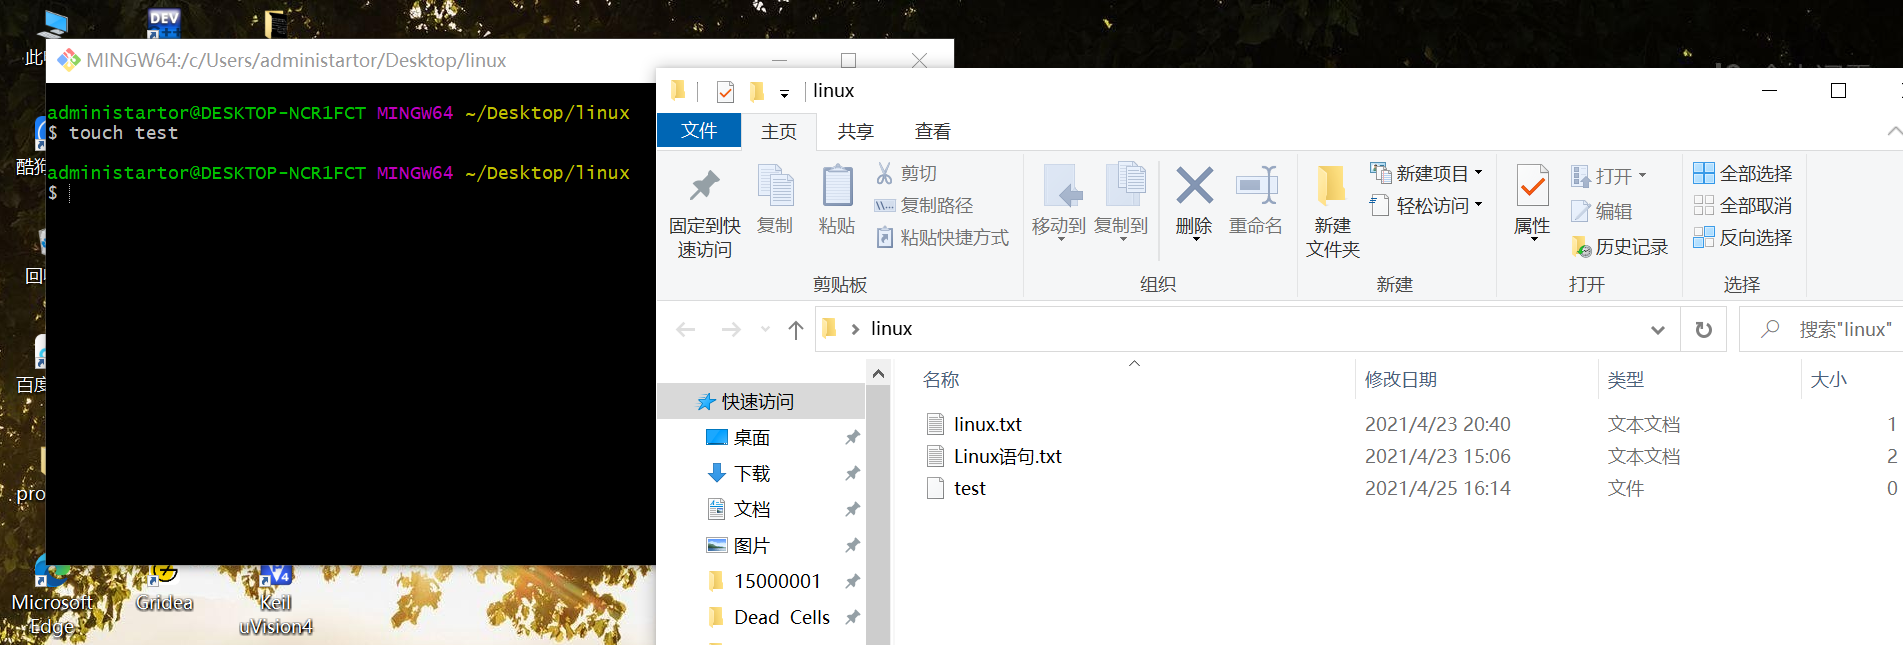 DEV
MINGW64:/c/Users/administartor/Desktop/linux
administartor@DESKTOP-NCR1FCT MINGW64 ~/Desktop/linux
$ touch test
administartor@DESKTOP-NCR1FCT MINGW64 ~/Desktop/linux
$
此
酷狗
回
百度
pro
Microsoft
Edge
Gridea
Keil
uVision4
linux
文件 主页 共享 查看
固定到快
速访问
复制
粘贴
剪切
复制路径
粘贴快捷方式
剪贴板
移动到
复制到
删除
重命名
组织
新建
文件夹
新建项目
轻松访问
新建
属性
打开
编辑
历史记录
打开
全部选择
全部取消
反向选择
选择
linux
搜索"linux"
快速访问
桌面
下载
文档
图片
15000001
Dead Cells
名称 修改日期 类型 大小
linux.txt 2021/4/23 20:40 文本文档 1
Linux语句.txt 2021/4/23 15:06 文本文档 2
test 2021/4/25 16:14 文件 0